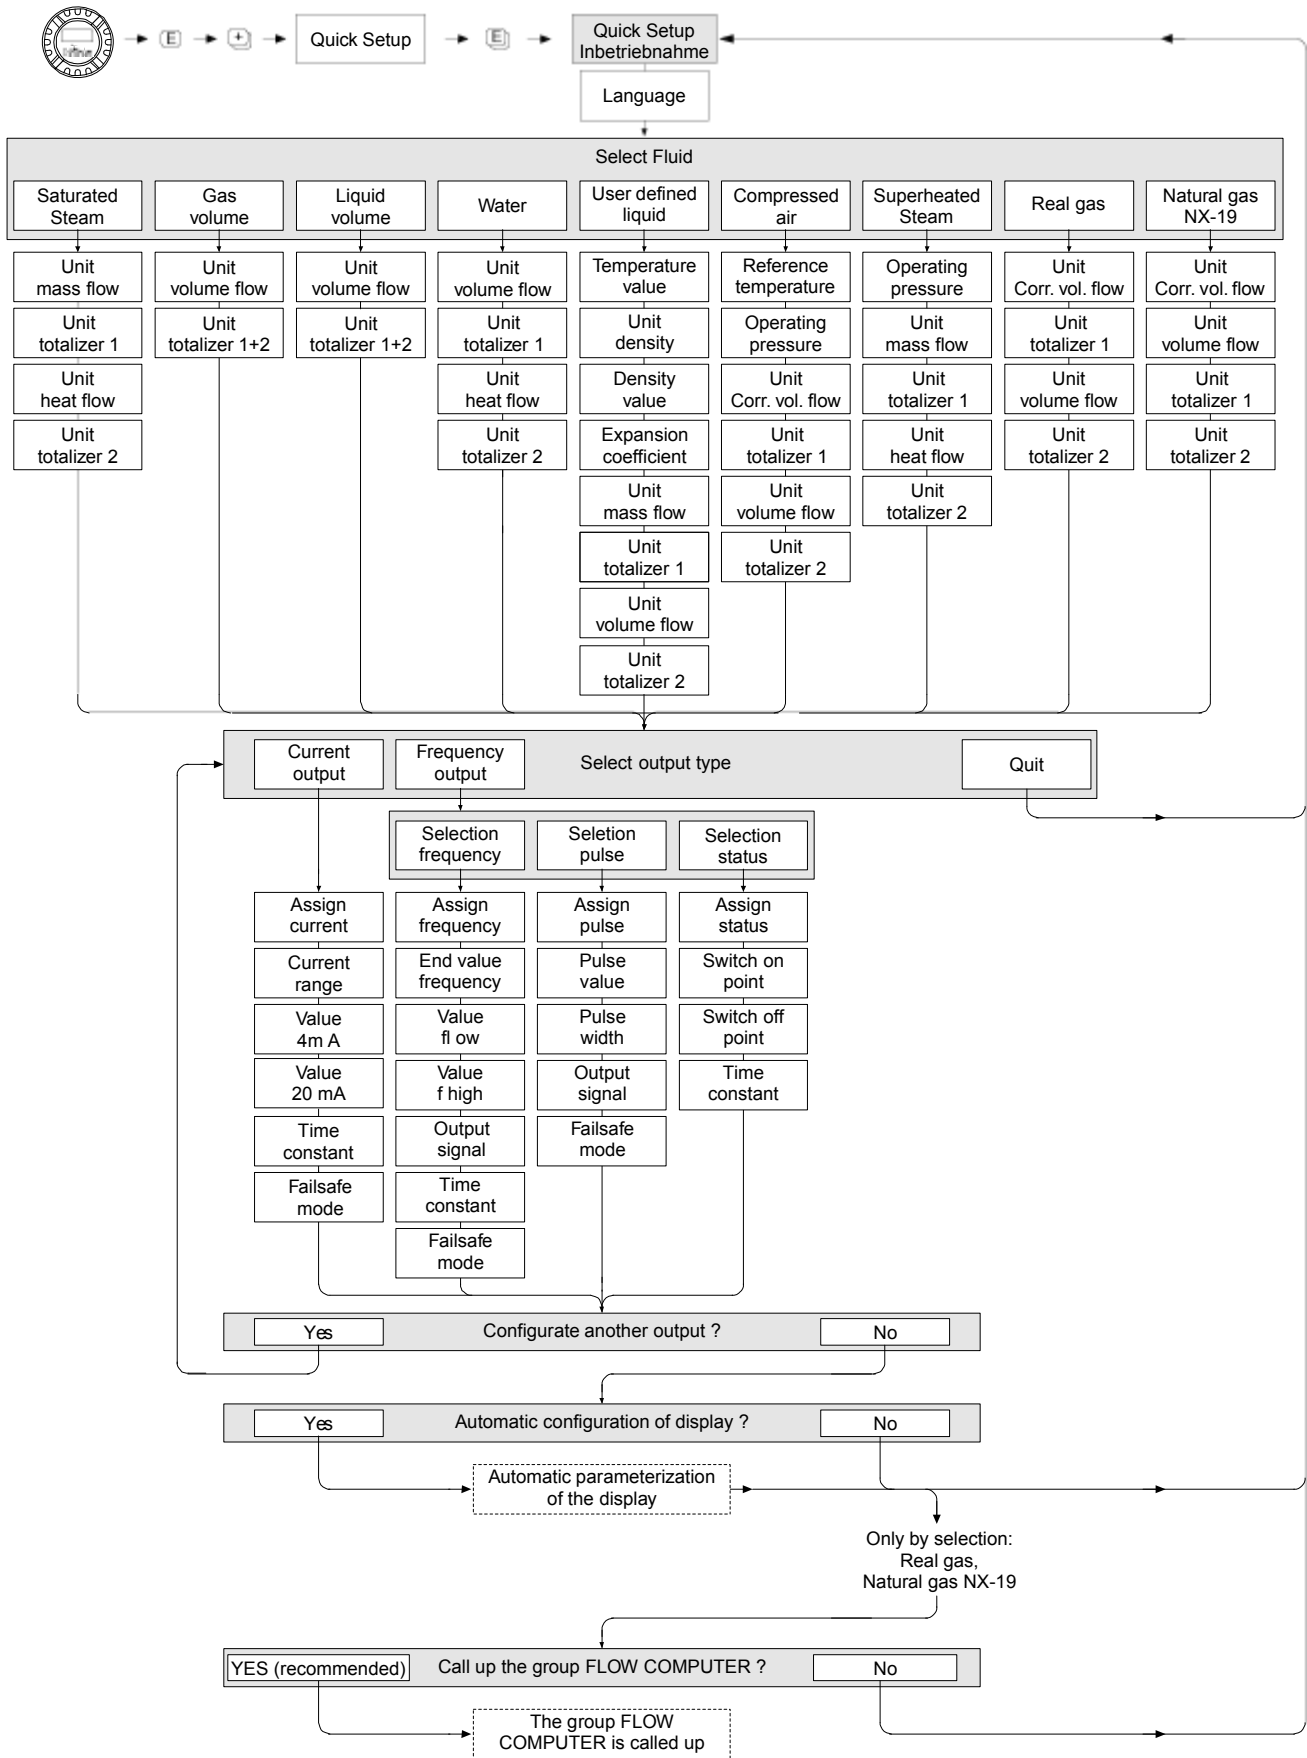 E
+
Quick Setup
E
Quick Setup
Inbetriebnahme
Language
Select Fluid
Saturated
Steam
Gas
volume
Liquid
volume
Water
User defined
liquid
Compressed
air
Superheated
Steam
Real gas
Natural gas
NX-19
Unit
mass flow
Unit
totalizer 1
Unit
heat flow
Unit
totalizer 2
Unit
volume flow
Unit
totalizer 1+2
Unit
volume flow
Unit
totalizer 1+2
Unit
volume flow
Unit
totalizer 1
Unit
heat flow
Unit
totalizer 2
Temperature
value
Unit
density
Density
value
Expansion
coefficient
Unit
mass flow
Unit
totalizer 1
Unit
volume flow
Unit
totalizer 2
Reference
temperature
Operating
pressure
Unit
Corr. vol. flow
Unit
totalizer 1
Unit
volume flow
Unit
totalizer 2
Operating
pressure
Unit
mass flow
Unit
totalizer 1
Unit
heat flow
Unit
totalizer 2
Unit
Corr. vol. flow
Unit
totalizer 1
Unit
volume flow
Unit
totalizer 2
Unit
Corr. vol. flow
Unit
volume flow
Unit
totalizer 1
Unit
totalizer 2
Current
output
Frequency
output
Select output type
Quit
Selection
frequency
Seletion
pulse
Selection
status
Assign
current
Current
range
Value
4m A
Value
20 mA
Time
constant
Failsafe
mode
Assign
frequency
End value
frequency
Value
fl ow
Value
f high
Output
signal
Time
constant
Failsafe
mode
Assign
pulse
Pulse
value
Pulse
width
Output
signal
Failsafe
mode
Assign
status
Switch on
point
Switch off
point
Time
constant
Yes
Configurate another output ?
No
Yes
Automatic configuration of display ?
No
Automatic parameterization
of the display
Only by selection:
Real gas,
Natural gas NX-19
YES (recommended)
Call up the group FLOW COMPUTER ?
No
The group FLOW
COMPUTER is called up